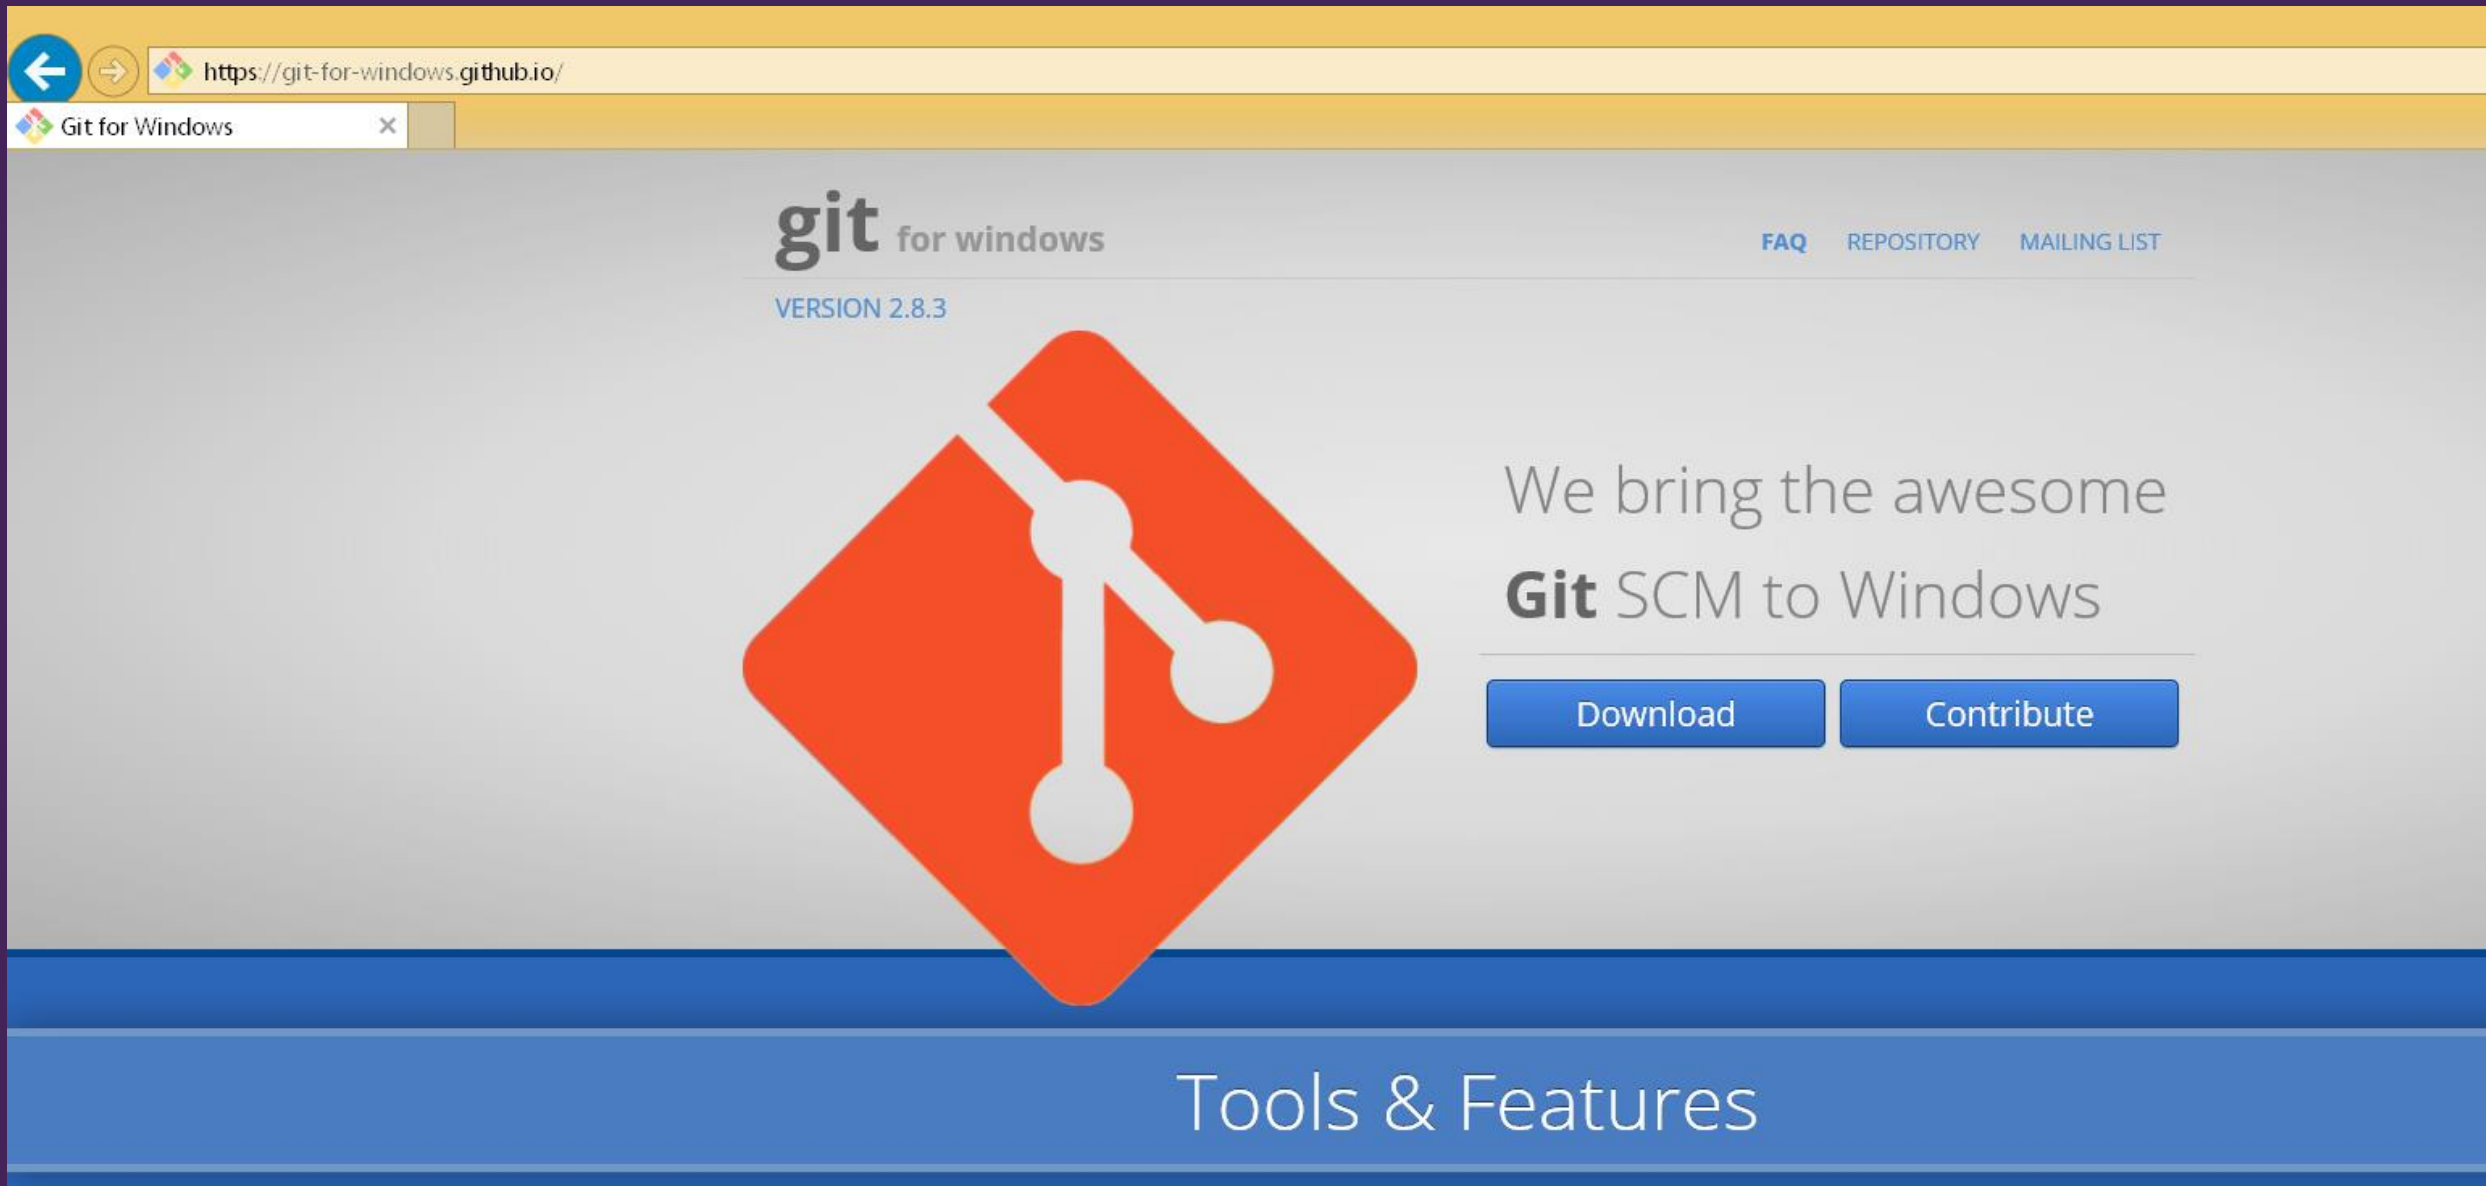 https://git-for-windows.github.io/
Git for Windows
git for windows
FAQ REPOSITORY MAILING LIST
VERSION 2.8.3
We bring the awesome
Git SCM to Windows
Download Contribute
Tools & Features